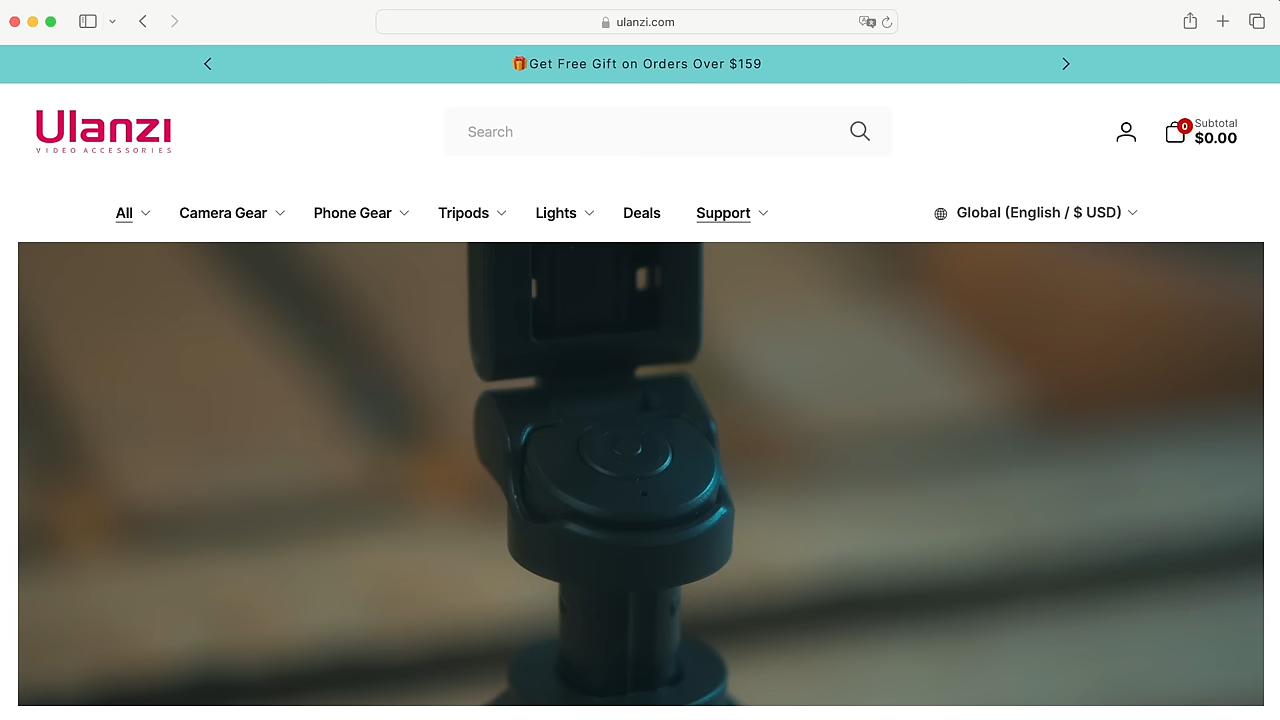 ulanzi.com
🎁Get Free Gift on Orders Over $159
Ulanzi
VIDEO ACCESSORIES
Search
0
Subtotal
$0.00
All
Camera Gear
Phone Gear
Tripods
Lights
Deals
Support
Global (English / $ USD)